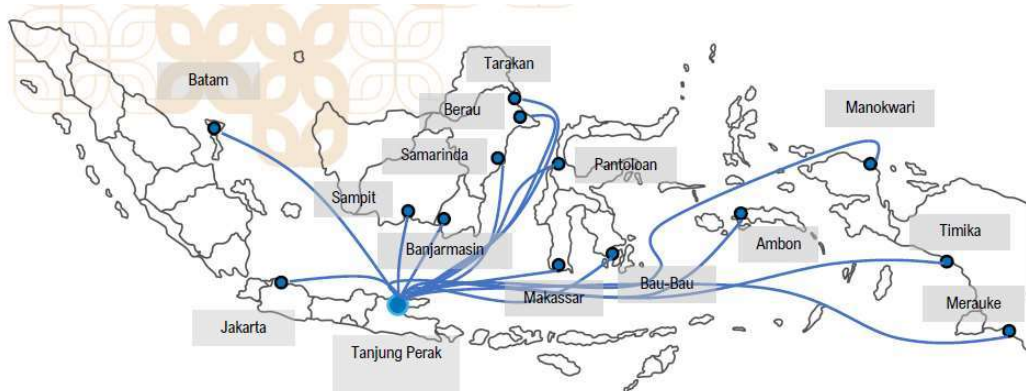 Tarakan
Batam
Berau
Manokwari
Samarinda
Pantoloan
Sampit
Timika
Banjarmasin
Ambon
Bau-Bau
Makassar
Merauke
Jakarta
Tanjung Perak